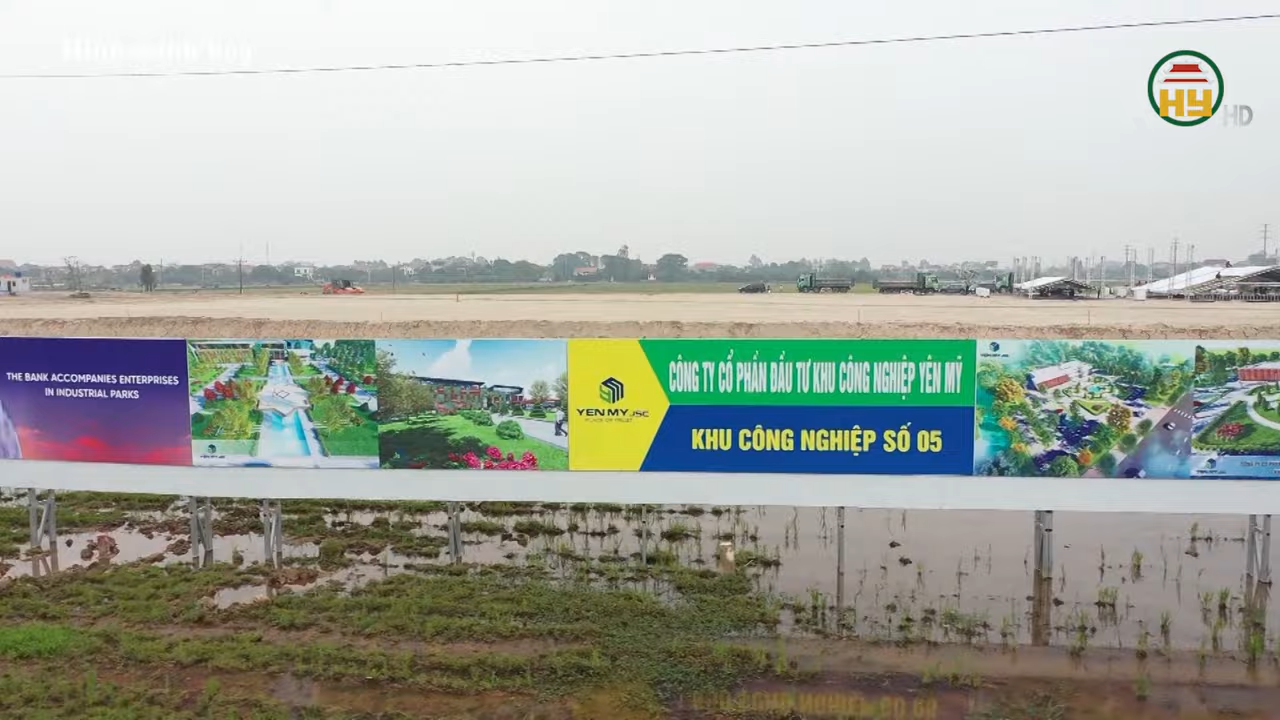 HY HD
THE BANK ACCOMPANIES ENTERPRISES
IN INDUSTRIAL PARKS
YEN MY JSC
CÔNG TY CỔ PHẦN ĐẦU TƯ KHU CÔNG NGHIỆP YÊN MỸ
KHU CÔNG NGHIỆP SỐ 05